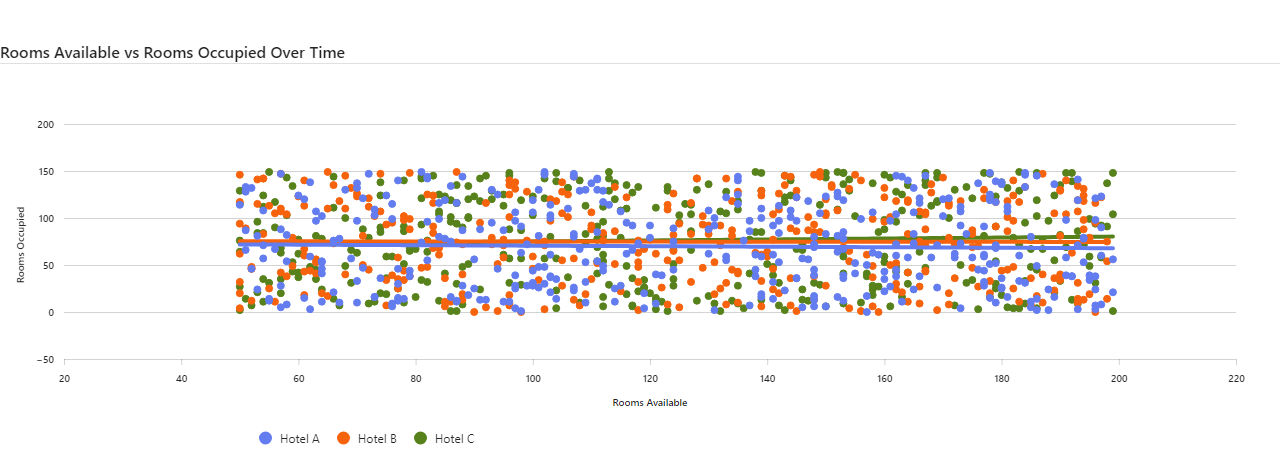 Rooms Available vs Rooms Occupied Over Time
200
150
100
50
0
−50
Rooms Occupied
20 40 60 80 100 120 140 160 180 200 220
Rooms Available
Hotel A Hotel B Hotel C